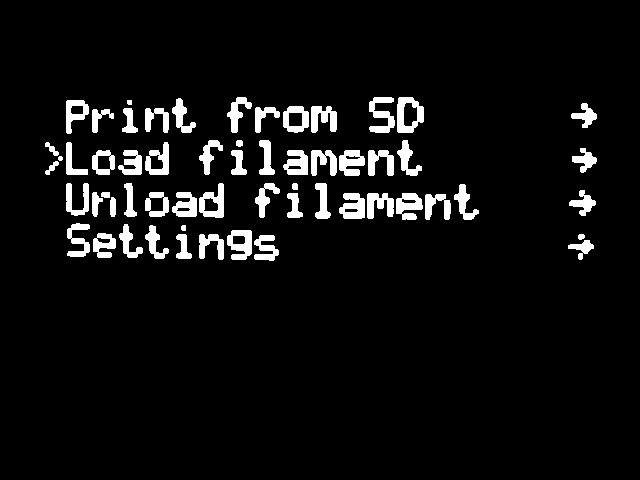 Print from SD →
>Load filament →
Unload filament →
Settings →